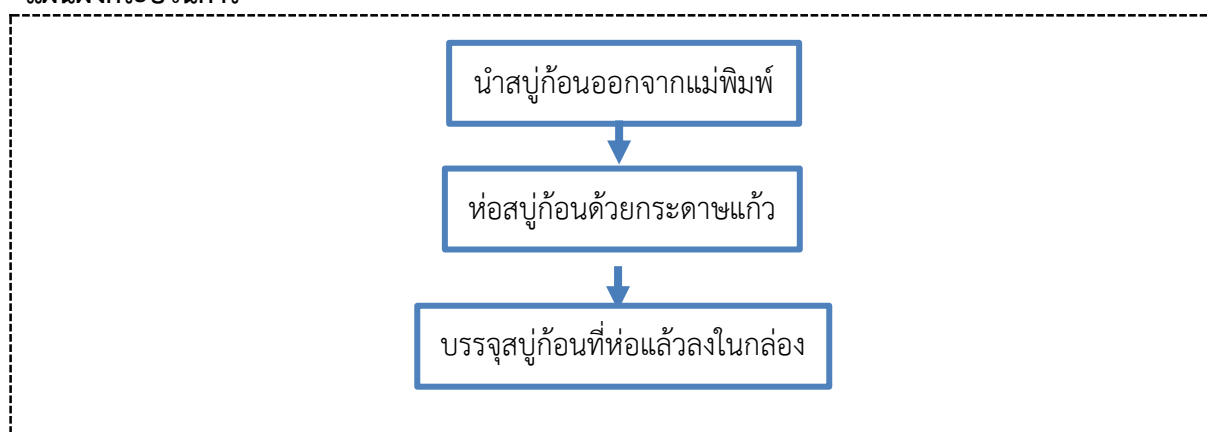 นำสบู่ก้อนออกจากแม่พิมพ์
ห่อสบู่ก้อนด้วยกระดาษแก้ว
บรรจุสบู่ก้อนที่ห่อแล้วลงในกล่อง